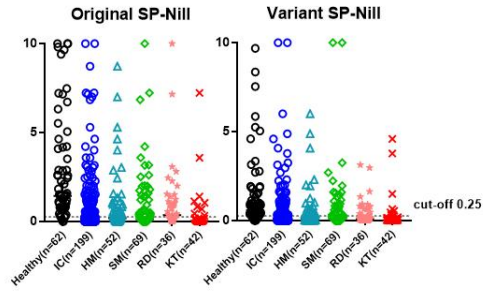 Original SP-Nill
Variant SP-Nill
10
5
0
Healthy(n=62)
IC(n=199)
HM(n=52)
SM(n=69)
RD(n=36)
KT(n=42)
10
5
0
Healthy(n=62)
IC(n=199)
HM(n=52)
SM(n=69)
RD(n=36)
KT(n=42)
cut-off 0.25